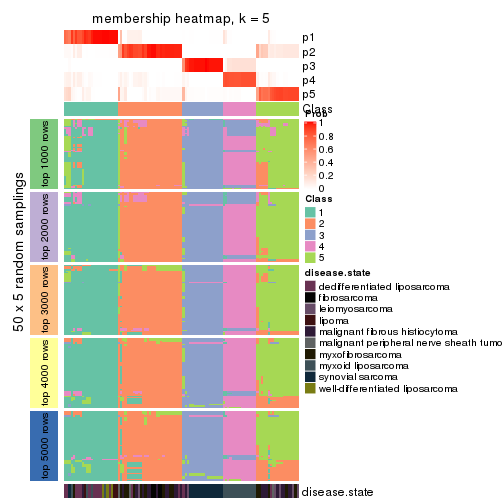 membership heatmap, k = 5
p1
p2
p3
p4
p5
Class
Prob
1
0.8
0.6
0.4
0.2
0
Class
1
2
3
4
5
disease.state
dedifferentiated liposarcoma
fibrosarcoma
leiomyosarcoma
lipoma
malignant fibrous histiocytoma
malignant peripheral nerve sheath tumo
myxofibrosarcoma
myxoid liposarcoma
synovial sarcoma
well-differentiated liposarcoma
50 x 5 random samplings
top 1000 rows
top 2000 rows
top 3000 rows
top 4000 rows
top 5000 rows
disease.state